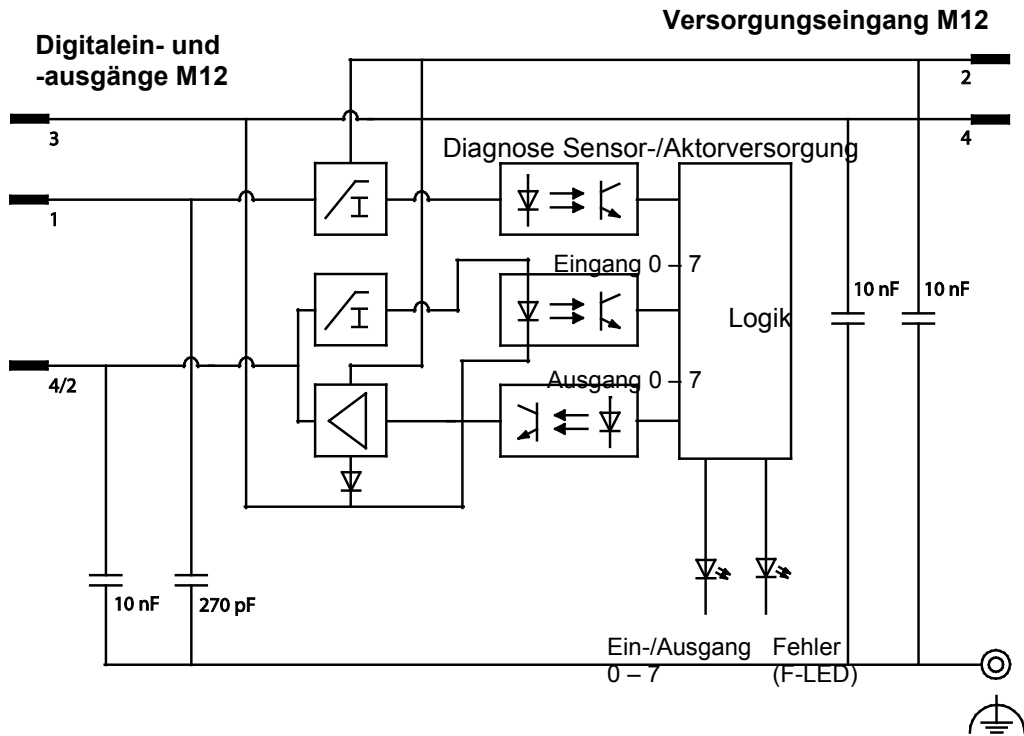 Versorgungseingang M12
Digitalein- und
-ausgänge M12
2
3
4
Diagnose Sensor-/Aktorversorgung
1
Eingang 0 – 7
10 nF
10 nF
Logik
4/2
Ausgang 0 – 7
10 nF
270 pF
Ein-/Ausgang
0 – 7
Fehler
(F-LED)